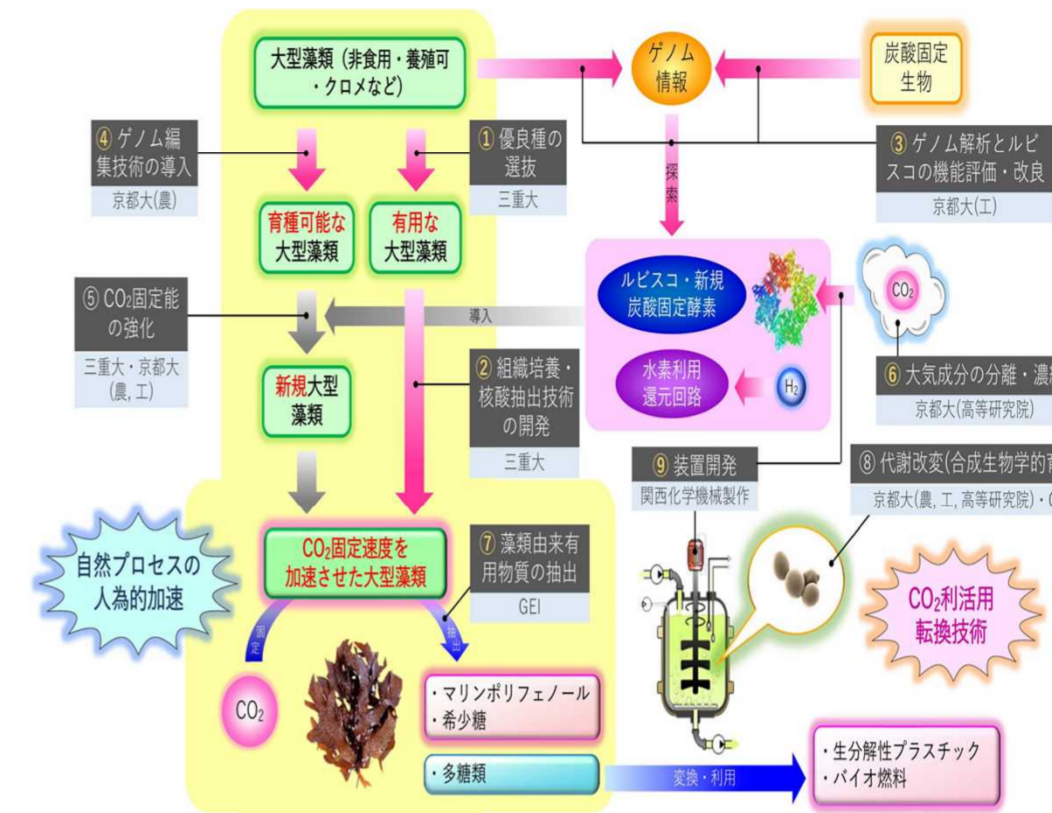 大型藻類（非食用・養殖可
・クロメなど）
ゲノム
情報
炭酸固定
生物
④ ゲノム編
集技術の導入
京都大(農)
① 優良種の
選抜
三重大
③ ゲノム解析とルビ
スコの機能評価・改良
京都大(工)
探索
育種可能な
大型藻類
有用な
大型藻類
ルビスコ・新規
炭酸固定酵素
CO₂
⑤ CO₂固定能
の強化
三重大・京都大
(農, 工)
導入
新規大型
藻類
② 組織培養・
核酸抽出技術
の開発
三重大
水素利用
還元回路
H₂
⑥ 大気成分の分離・濃
京都大(高等研究院)
⑨ 装置開発
関西化学機械製作
⑧ 代謝改変(合成生物学的
京都大(農, 工, 高等研究院)・
自然プロセスの
人為的加速
CO₂固定速度を
加速させた大型藻類
⑦ 藻類由来有
用物質の抽出
GEI
CO₂利活用
転換技術
固定
抽出
CO₂
・マリンポリフェノール
・希少糖
・多糖類
変換・利用
・生分解性プラスチック
・バイオ燃料
P
P
P